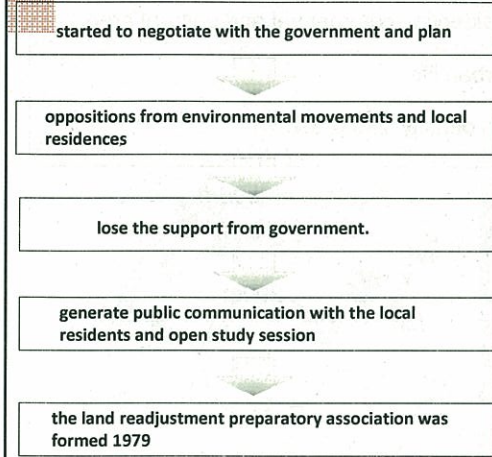 started to negotiate with the government and plan
oppositions from environmental movements and local
residences
lose the support from government.
generate public communication with the local
residents and open study session
the land readjustment preparatory association was
formed 1979